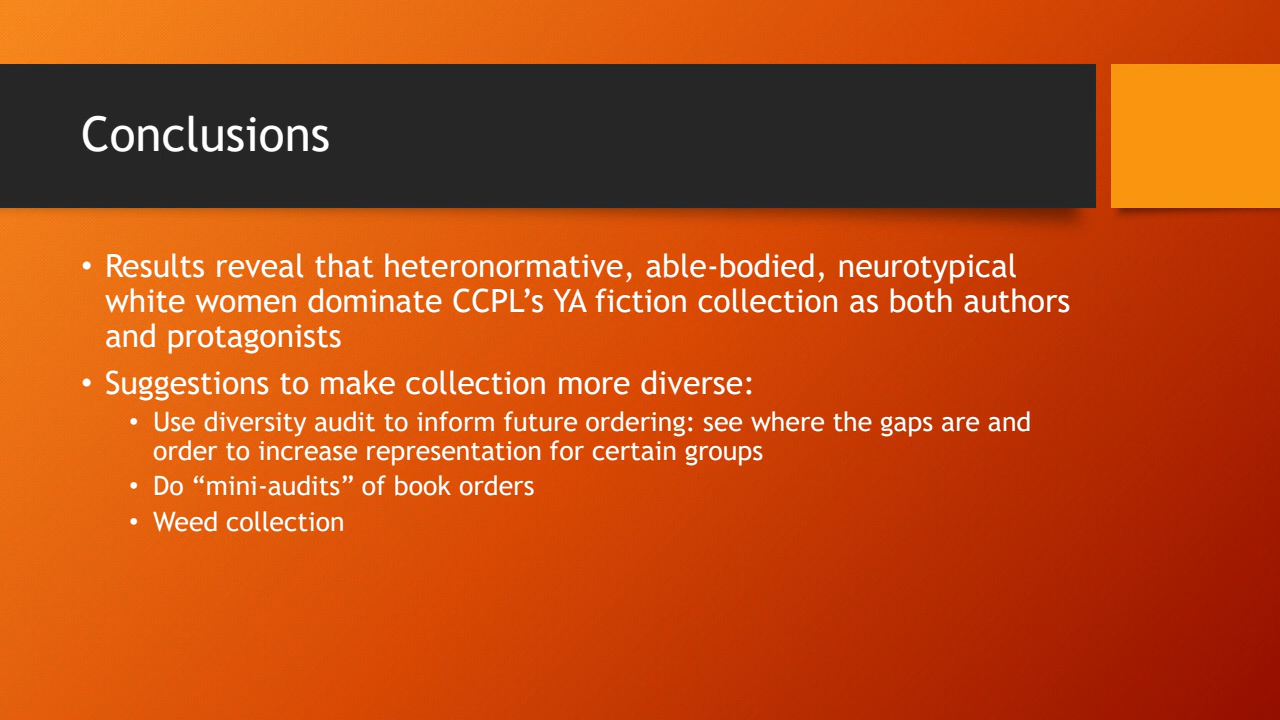 Conclusions
• Results reveal that heteronormative, able-bodied, neurotypical
white women dominate CCPL’s YA fiction collection as both authors
and protagonists
• Suggestions to make collection more diverse:
• Use diversity audit to inform future ordering: see where the gaps are and
order to increase representation for certain groups
• Do “mini-audits” of book orders
• Weed collection